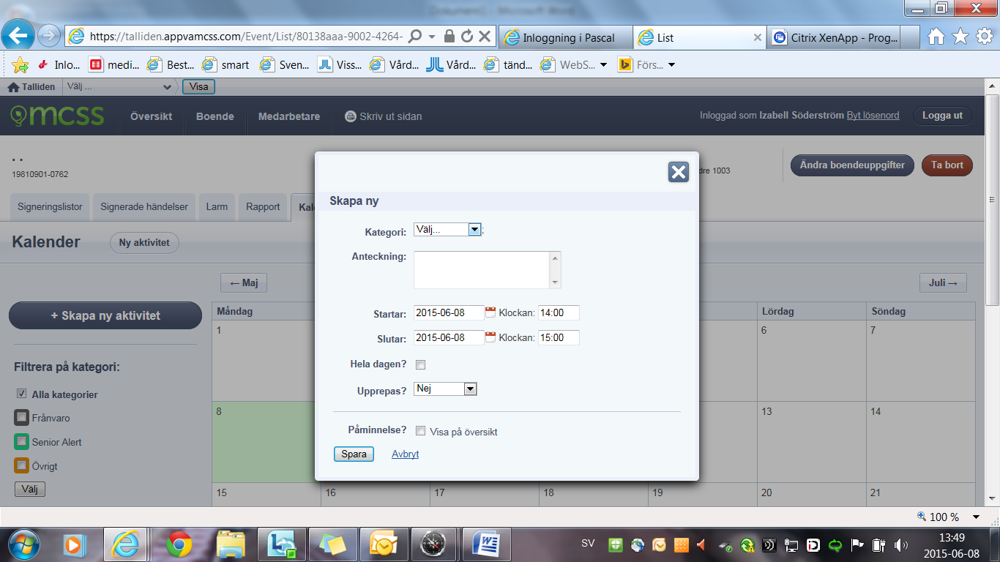 https://talliden.appvamcss.com/Event/List/80138aaa-9002-4264-
Inloggning i Pascal
List
Citrix XenApp - Prog...
Inlo... medi... Best... smart Sven... Viss... Vård... Vård... tänd... WebS... Förs...
Talliden Välj ... Visa
mcss Översikt Boende Medarbetare Skriv ut sidan Inloggad som Izabell Söderström Byt lösenord Logga ut
. .
19810901-0762
dre 1003
Ändra boendeuppgifter Ta bort
Signeringslistor Signerade händelser Larm Rapport Kal
Kalender Ny aktivitet
← Maj Juli →
+ Skapa ny aktivitet
Måndag Lördag Söndag
1 6 7
8 13 14
15 16 17 18 19 20 21
Filtrera på kategori:
Alla kategorier
Frånvaro
Senior Alert
Övrigt
Välj
Skapa ny
Kategori: Välj... ;
Anteckning:
Startar: 2015-06-08 Klockan: 14:00
Slutar: 2015-06-08 Klockan: 15:00
Hela dagen?
Upprepas? Nej
Påminnelse? Visa på översikt
Spara Avbryt
100 %
SV
13:49
2015-06-08